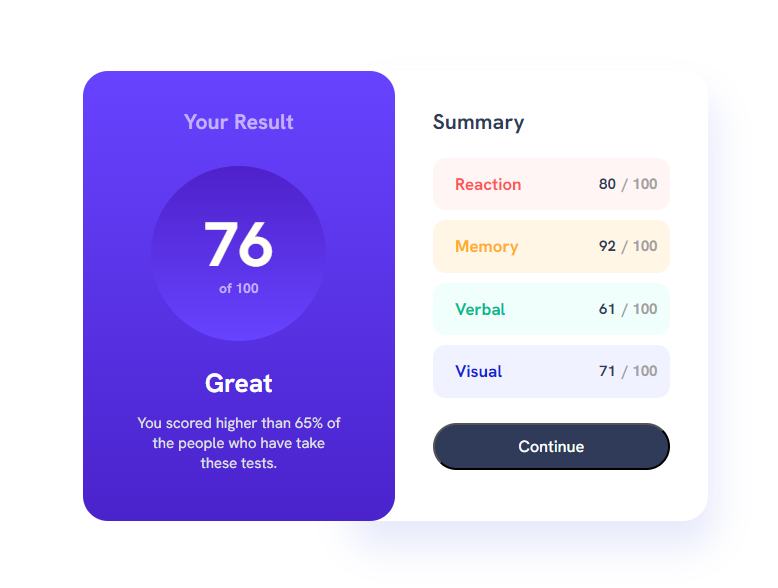 Your Result
76
of 100
Great
You scored higher than 65% of
the people who have take
these tests.
Summary
Reaction 80 / 100
Memory 92 / 100
Verbal 61 / 100
Visual 71 / 100
Continue